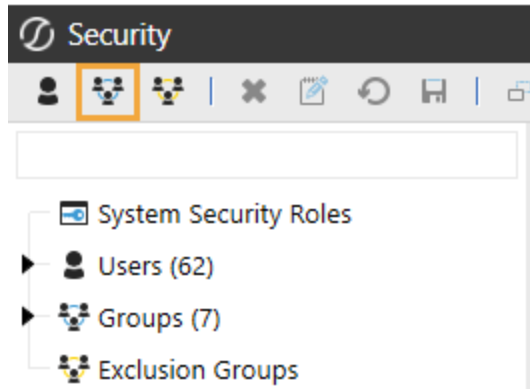 Security
System Security Roles
Users (62)
Groups (7)
Exclusion Groups